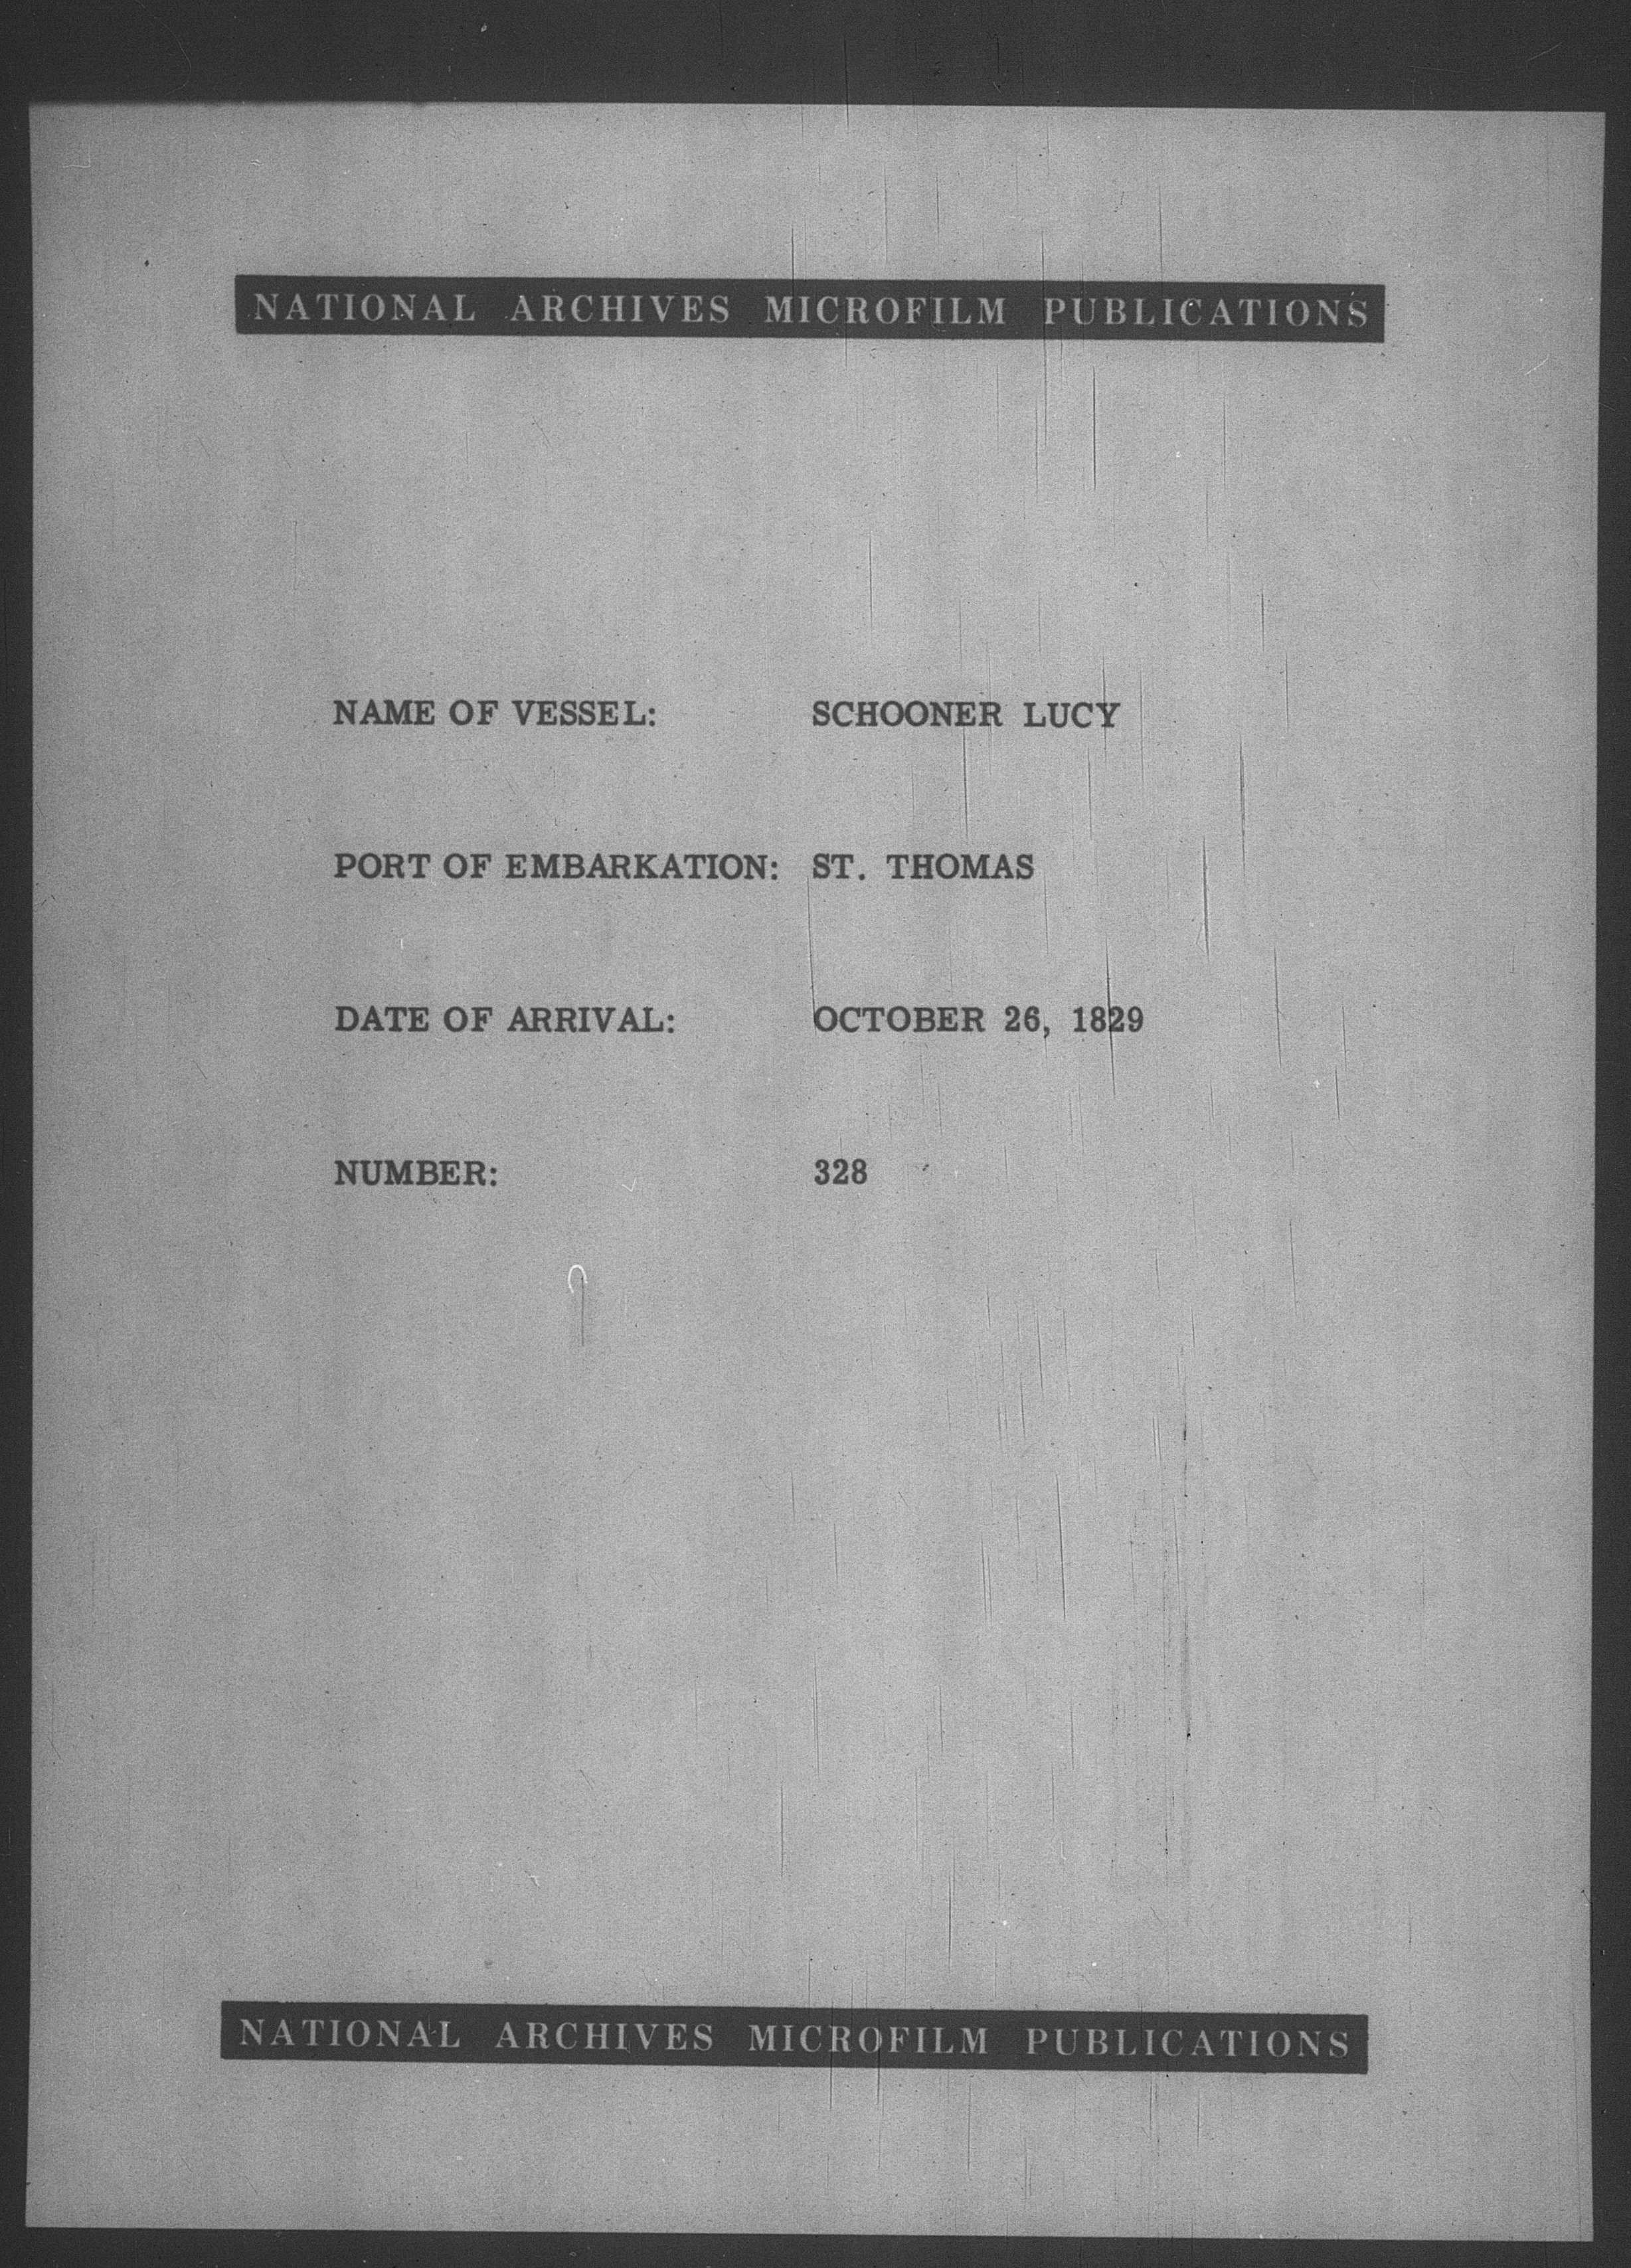 NATIONAL ARCHIVES MICROFILM PUBLICATIONS
NAME OF VESSEL: SCHOONER LUCY
PORT OF EMBARKATION: ST. THOMAS
DATE OF ARRIVAL: OCTOBER 26, 1829
NUMBER: 328
NATIONAL ARCHIVES MICROFILM PUBLICATIONS